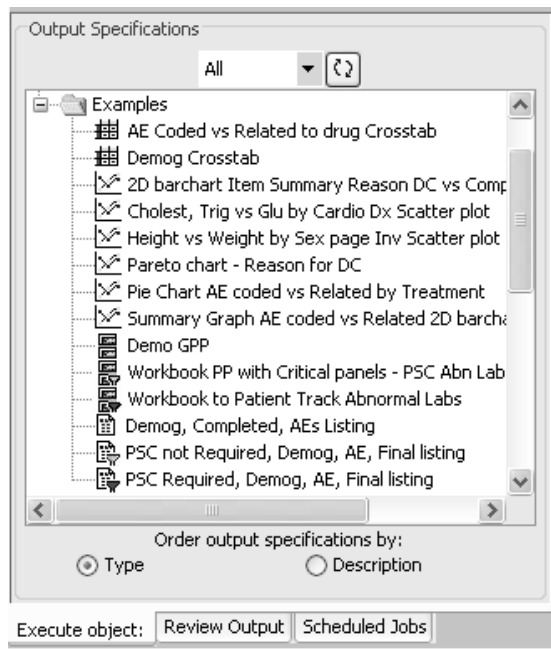 Output Specifications
All
Examples
AE Coded vs Related to drug Crosstab
Demog Crosstab
2D barchart Item Summary Reason DC vs Comp
Cholest, Trig vs Glu by Cardio Dx Scatter plot
Height vs Weight by Sex page Inv Scatter plot
Pareto chart - Reason for DC
Pie Chart AE coded vs Related by Treatment
Summary Graph AE coded vs Related 2D barcha
Demo GPP
Workbook PP with Critical panels - PSC Abn Lab
Workbook to Patient Track Abnormal Labs
Demog, Completed, AEs Listing
PSC not Required, Demog, AE, Final listing
PSC Required, Demog, AE, Final listing
Order output specifications by:
Type Description
Execute object: Review Output Scheduled Jobs